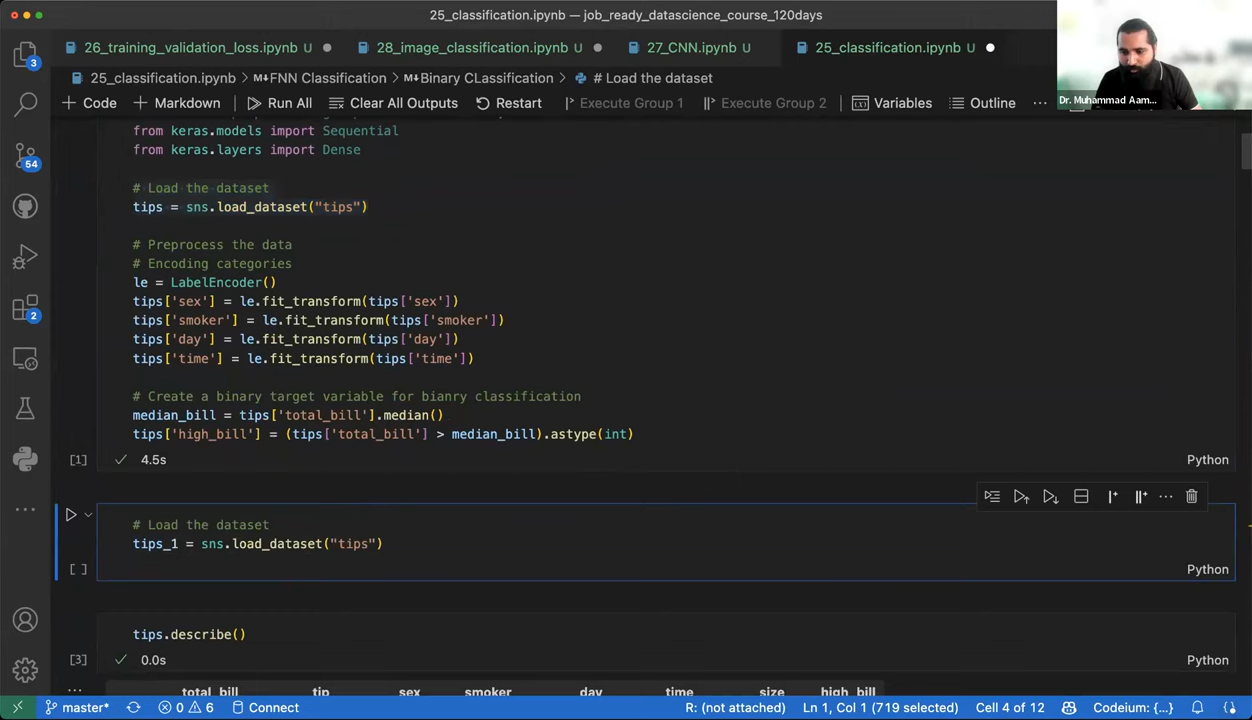 25_classification.ipynb — job_ready_datascience_course_120days
26_training_validation_loss.ipynb U
28_image_classification.ipynb U
27_CNN.ipynb U
25_classification.ipynb U
25_classification.ipynb > M↓FNN Classification > M↓Binary CLassification > # Load the dataset
+ Code + Markdown Run All Clear All Outputs Restart Execute Group 1 Execute Group 2 Variables Outline ...
Dr. Muhammad Aam...
from keras.models import Sequential
from keras.layers import Dense
# Load the dataset
tips = sns.load_dataset("tips")
# Preprocess the data
# Encoding categories
le = LabelEncoder()
tips['sex'] = le.fit_transform(tips['sex'])
tips['smoker'] = le.fit_transform(tips['smoker'])
tips['day'] = le.fit_transform(tips['day'])
tips['time'] = le.fit_transform(tips['time'])
# Create a binary target variable for bianry classification
median_bill = tips['total_bill'].median()
tips['high_bill'] = (tips['total_bill'] > median_bill).astype(int)
[1] ✓ 4.5s Python
# Load the dataset
tips_1 = sns.load_dataset("tips")
[ ] Python
tips.describe()
[3] ✓ 0.0s Python
... total_bill tip sex smoker day time size high_bill
3
54
2
master* 0 6 Connect R: (not attached) Ln 1, Col 1 (719 selected) Cell 4 of 12 Codeium: {...}